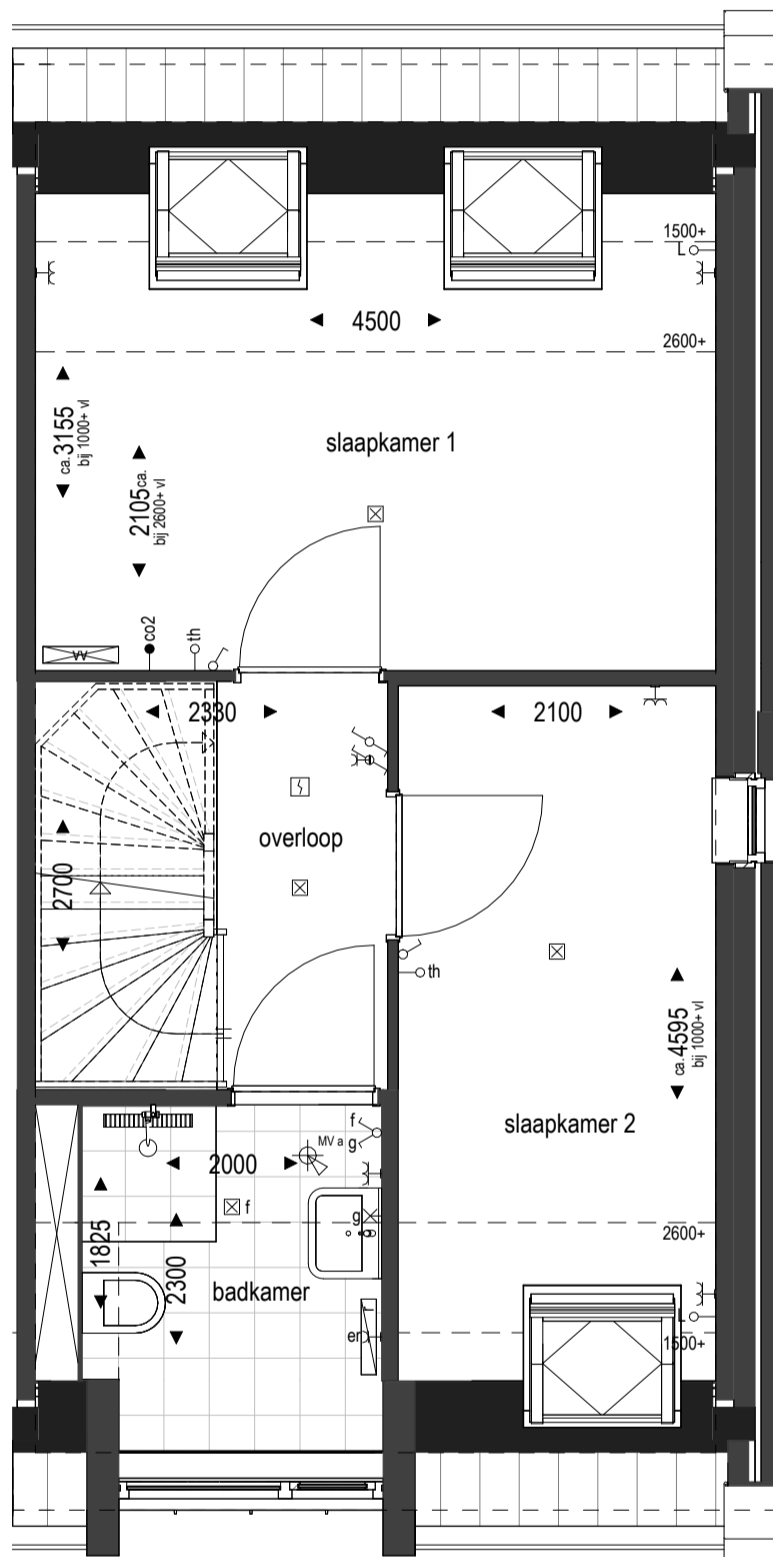 1500+
L
4500
2600+
ca.3155
bij 1000+ vl
slaapkamer 1
2105ca.
bij 2600+ vl
co2
th
2330
2100
overloop
2700
th
ca.4595
bij 1000+ vl
slaapkamer 2
f
MV a
g
2000
f
g
2600+
1825
2300
badkamer
r
er
L
1500+